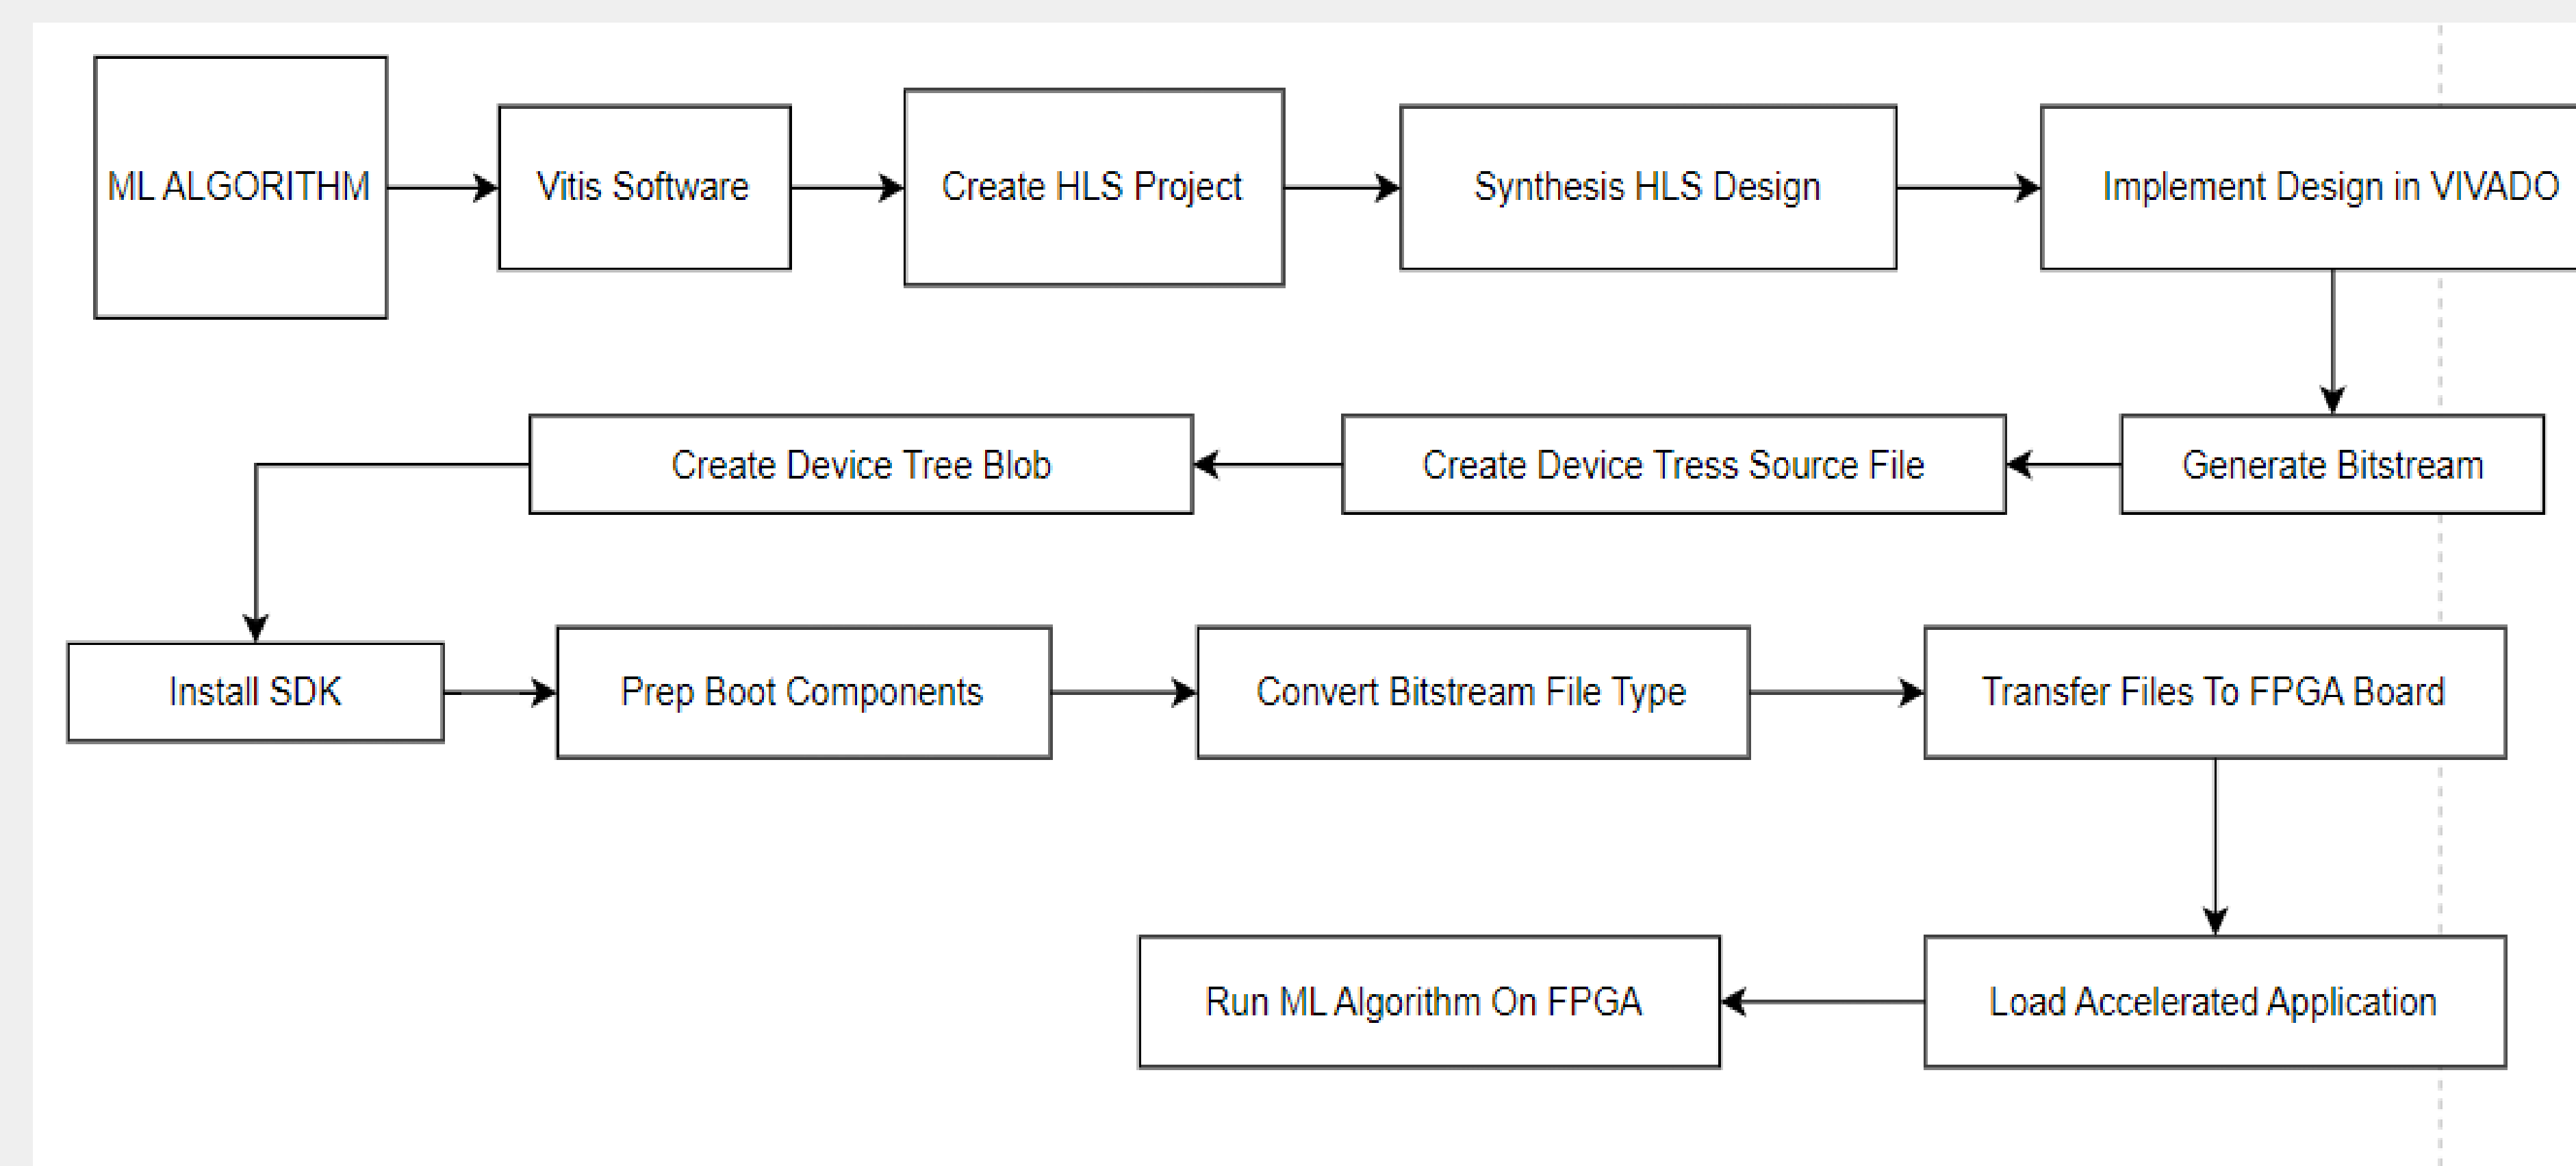 ML ALGORITHM
Vitis Software
Create HLS Project
Synthesis HLS Design
Implement Design in VIVADO
Generate Bitstream
Create Device Tress Source File
Create Device Tree Blob
Install SDK
Prep Boot Components
Convert Bitstream File Type
Transfer Files To FPGA Board
Load Accelerated Application
Run ML Algorithm On FPGA